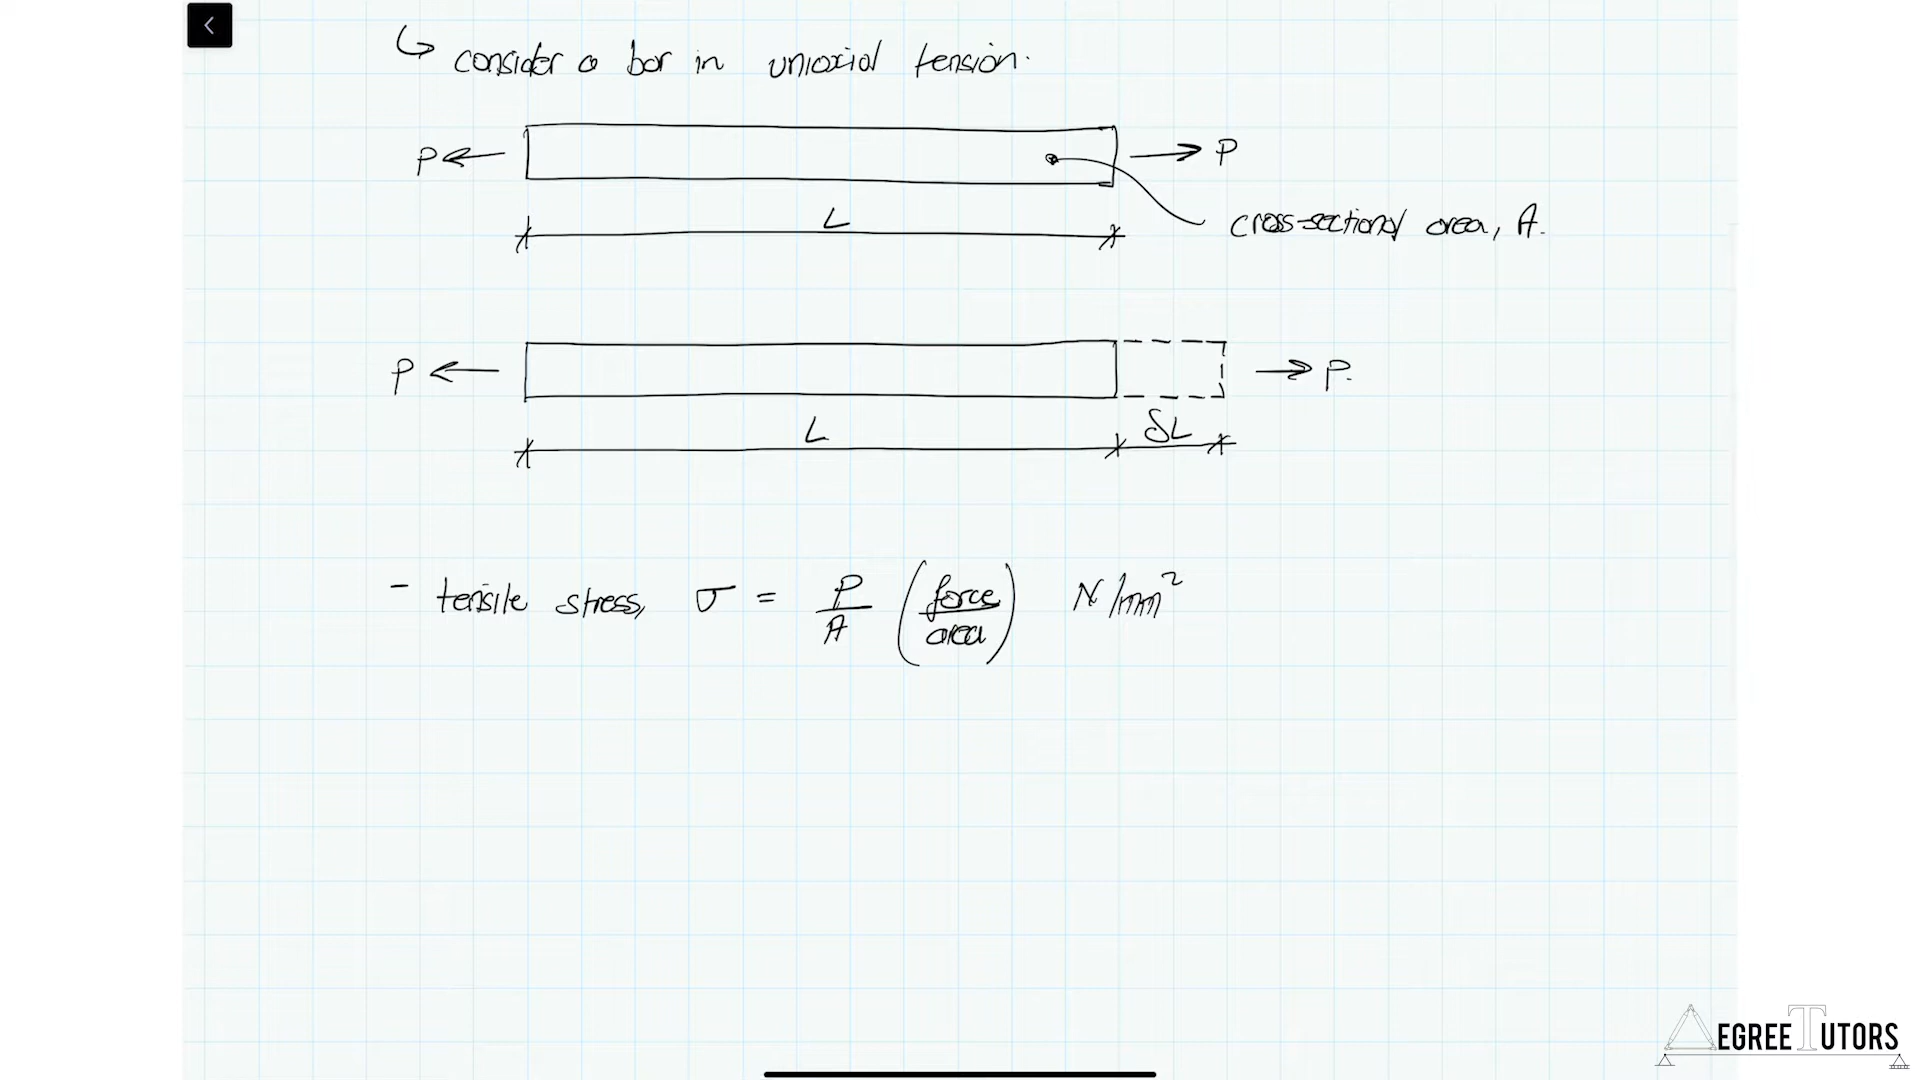 consider a bar in uniaxial tension.
P P
L
cross-sectional area, A.
P P.
L δL
- tensile stress, σ = P/A (force/area) N/mm²
DEGREE TUTORS